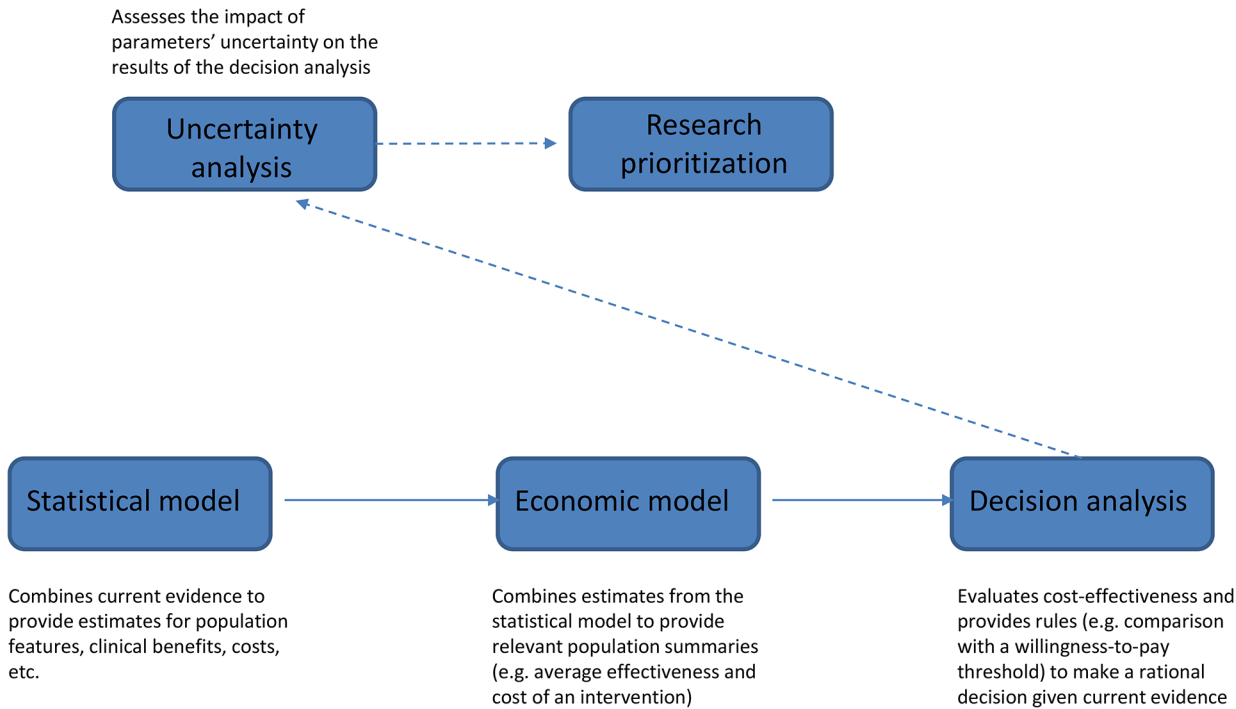 Assesses the impact of
parameters’ uncertainty on the
results of the decision analysis
Uncertainty
analysis
Research
prioritization
Statistical model
Economic model
Decision analysis
Combines current evidence to
provide estimates for population
features, clinical benefits, costs,
etc.
Combines estimates from the
statistical model to provide
relevant population summaries
(e.g. average effectiveness and
cost of an intervention)
Evaluates cost-effectiveness and
provides rules (e.g. comparison
with a willingness-to-pay
threshold) to make a rational
decision given current evidence